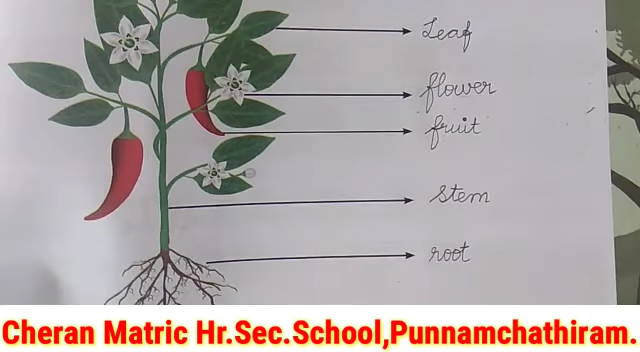 Leaf
flower
fruit
stem
root
Cheran Matric Hr.Sec.School,Punnamchathiram.